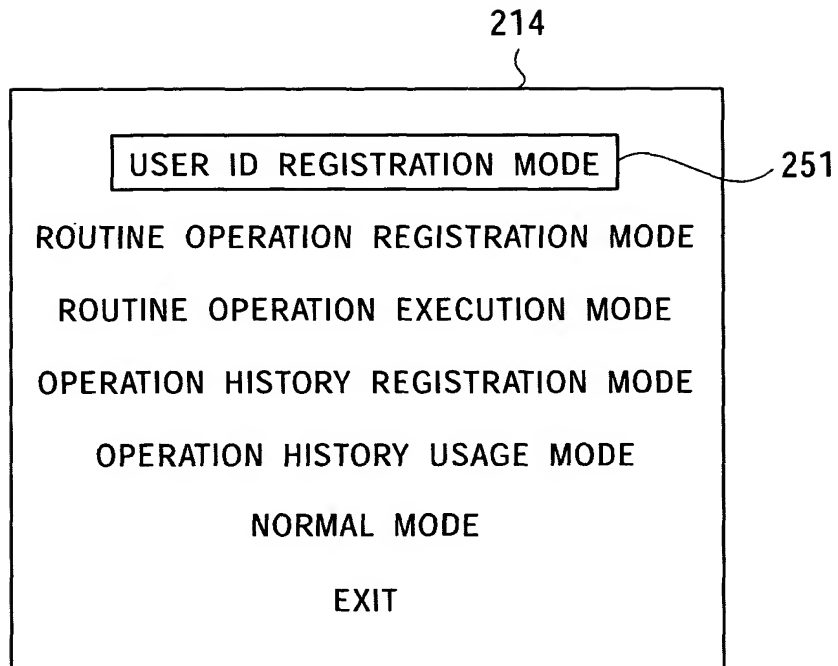 214
USER ID REGISTRATION MODE
251
ROUTINE OPERATION REGISTRATION MODE
ROUTINE OPERATION EXECUTION MODE
OPERATION HISTORY REGISTRATION MODE
OPERATION HISTORY USAGE MODE
NORMAL MODE
EXIT